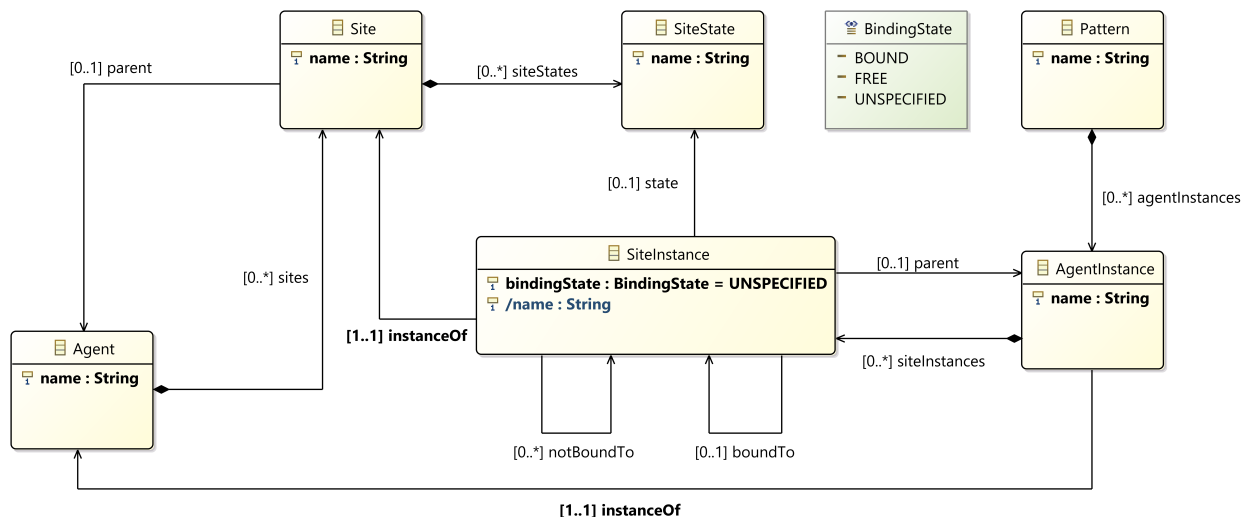 Site
name : String
SiteState
name : String
BindingState
BOUND
FREE
UNSPECIFIED
Pattern
name : String
[0..1] parent
[0..*] siteStates
[0..1] state
[0..*] agentInstances
[0..*] sites
SiteInstance
bindingState : BindingState = UNSPECIFIED
/name : String
[0..1] parent
AgentInstance
name : String
[1..1] instanceOf
[0..*] siteInstances
Agent
name : String
[0..*] notBoundTo
[0..1] boundTo
[1..1] instanceOf